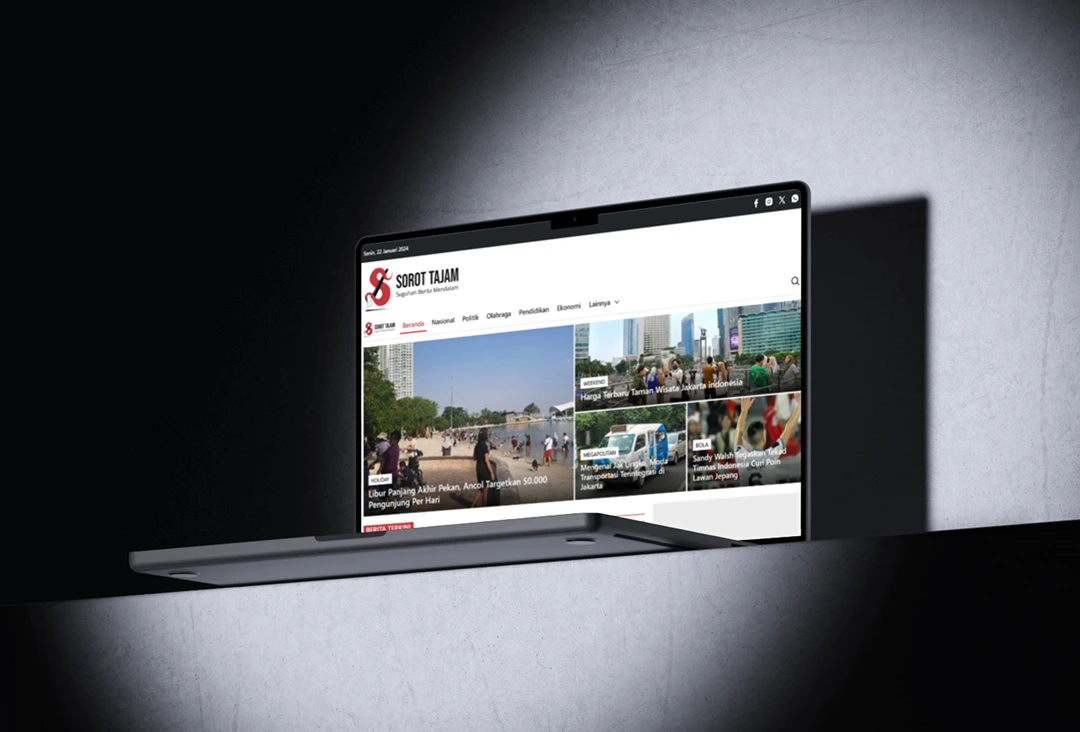 Senin, 22 Januari 2024
SOROT TAJAM
Suguhan Berita Mendalam
SOROT TAJAM
Beranda Nasional Politik Olahraga Pendidikan Ekonomi Lainnya
HOLIDAY
Libur Panjang Akhir Pekan, Ancol Targetkan 50.000
Pengunjung Per Hari
WEEKEND
Harga Terbaru Taman Wisata Jakarta indonesia
MEGAPOLITAN
Mengenal Jak Lingko, Moda
Transportasi Terintegrasi di
Jakarta
BOLA
Sandy Walsh Tegaskan Tekad
Timnas Indonesia Curi Poin
Lawan Jepang
BERITA TERKINI